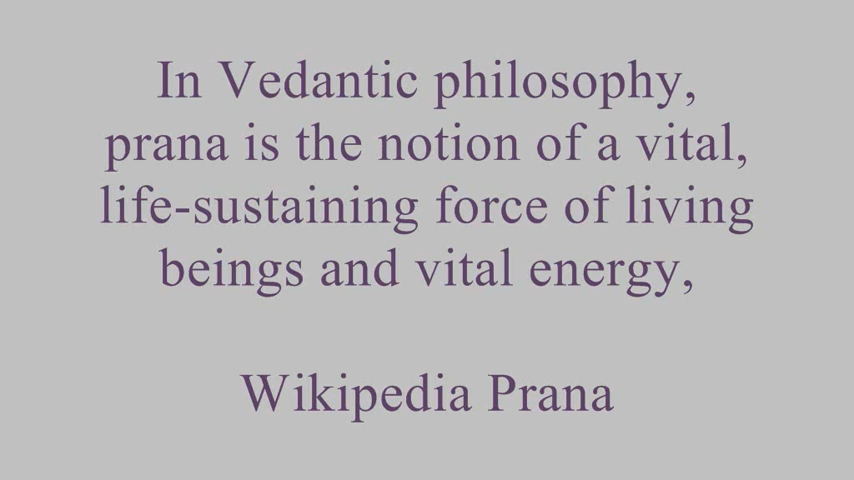 In Vedantic philosophy,
prana is the notion of a vital,
life-sustaining force of living
beings and vital energy,
Wikipedia Prana